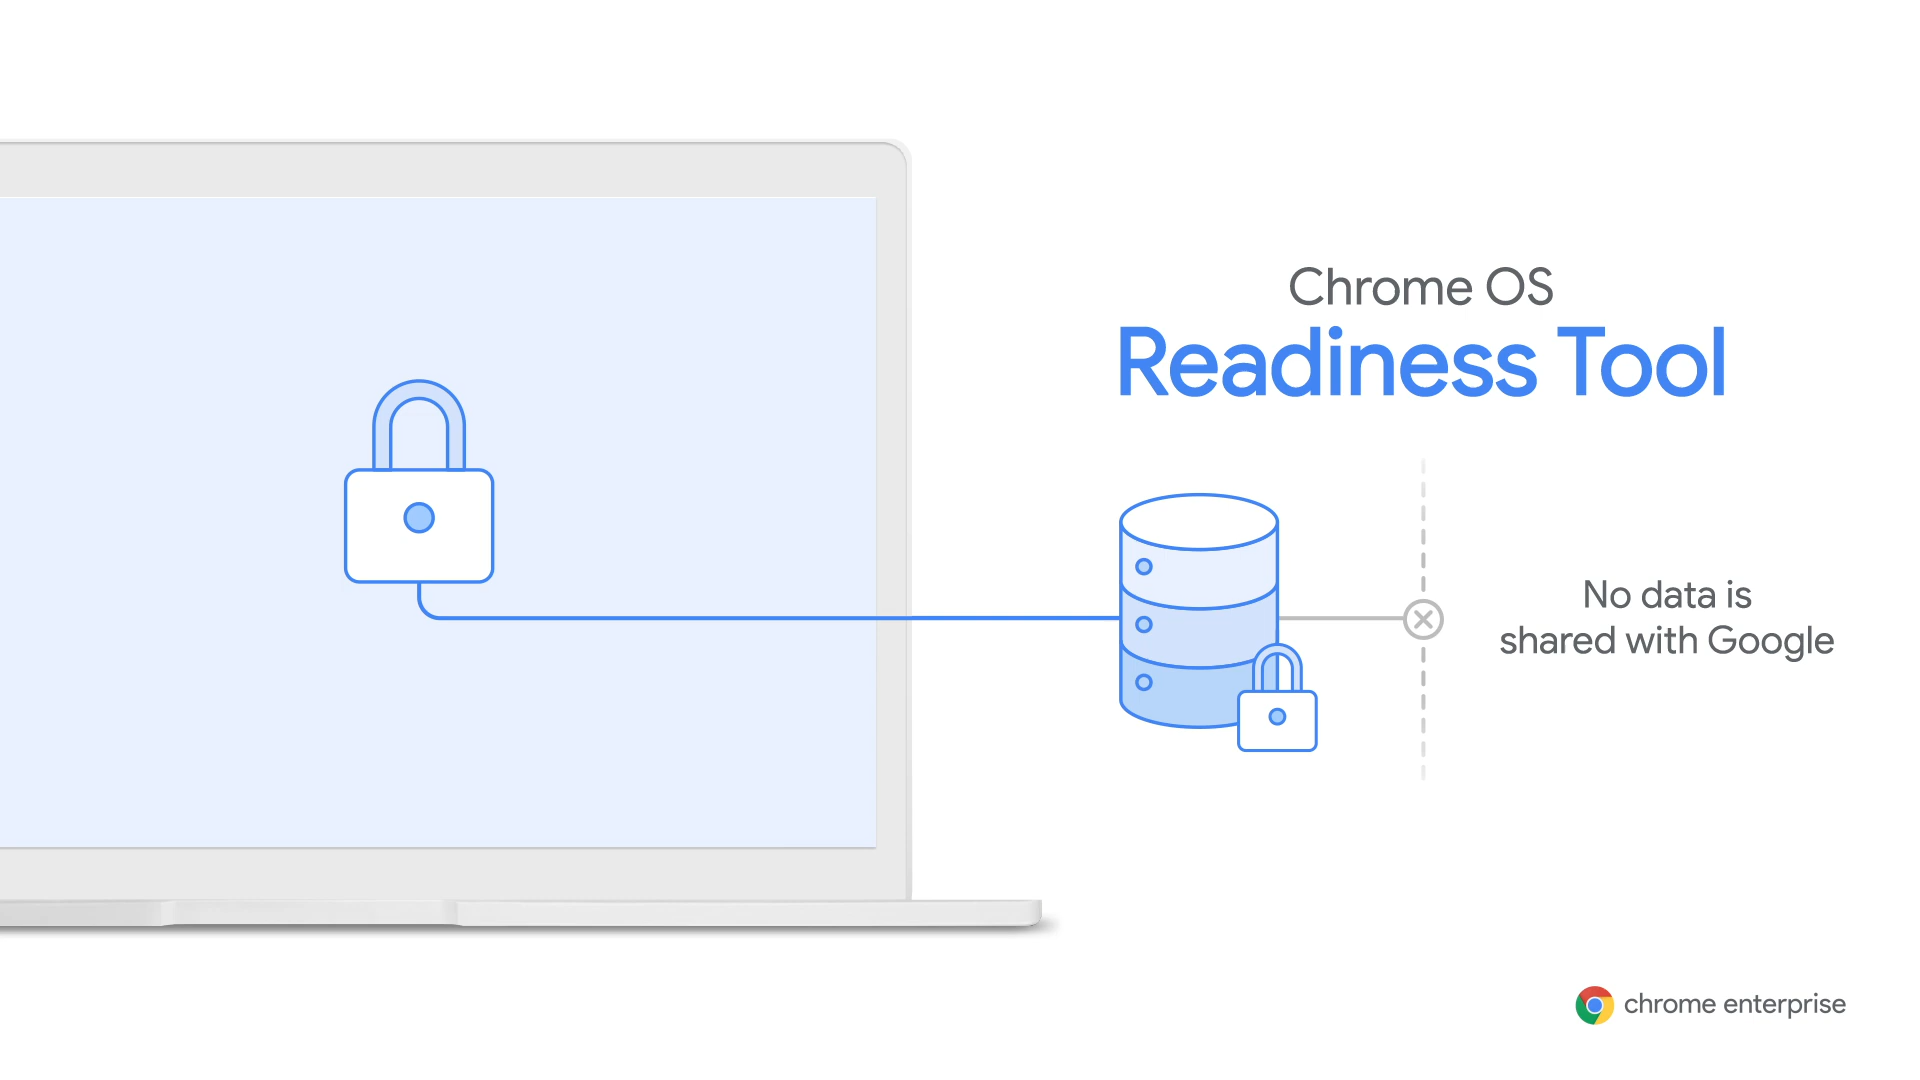 Chrome OS
Readiness Tool
No data is
shared with Google
chrome enterprise